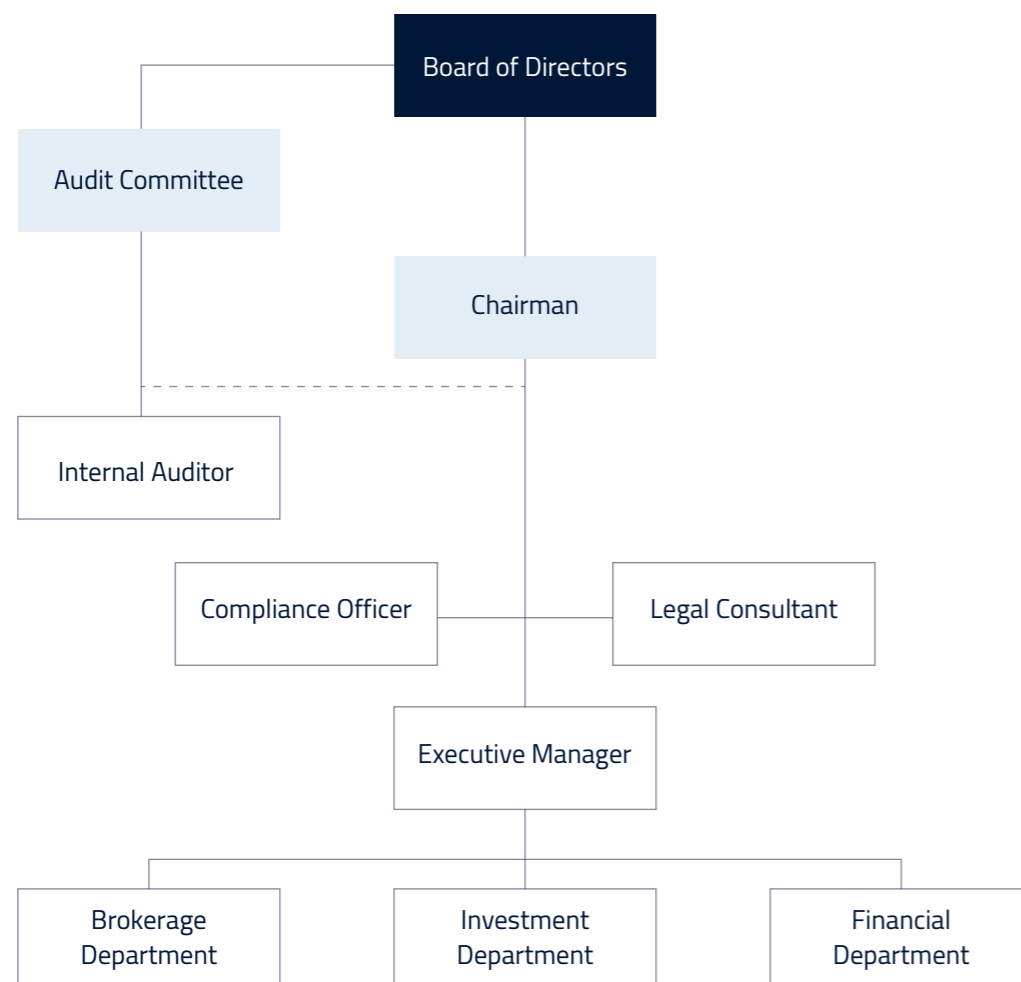 Board of Directors
Audit Committee
Chairman
Internal Auditor
Compliance Officer
Legal Consultant
Executive Manager
Brokerage
Department
Investment
Department
Financial
Department